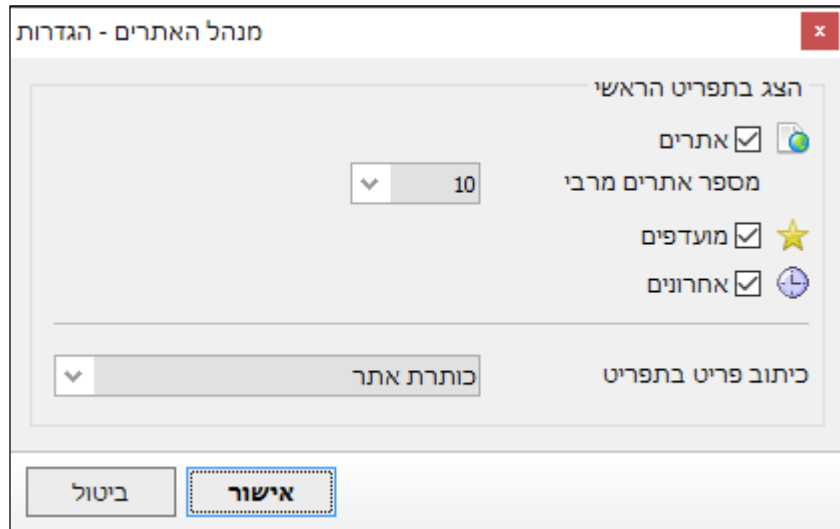 מנהל האתרים - הגדרות
הצג בתפריט הראשי
אתרים
מספר אתרים מרבי 10
מועדפים
אחרונים
כיתוב פריט בתפריט כותרת אתר
אישור ביטול